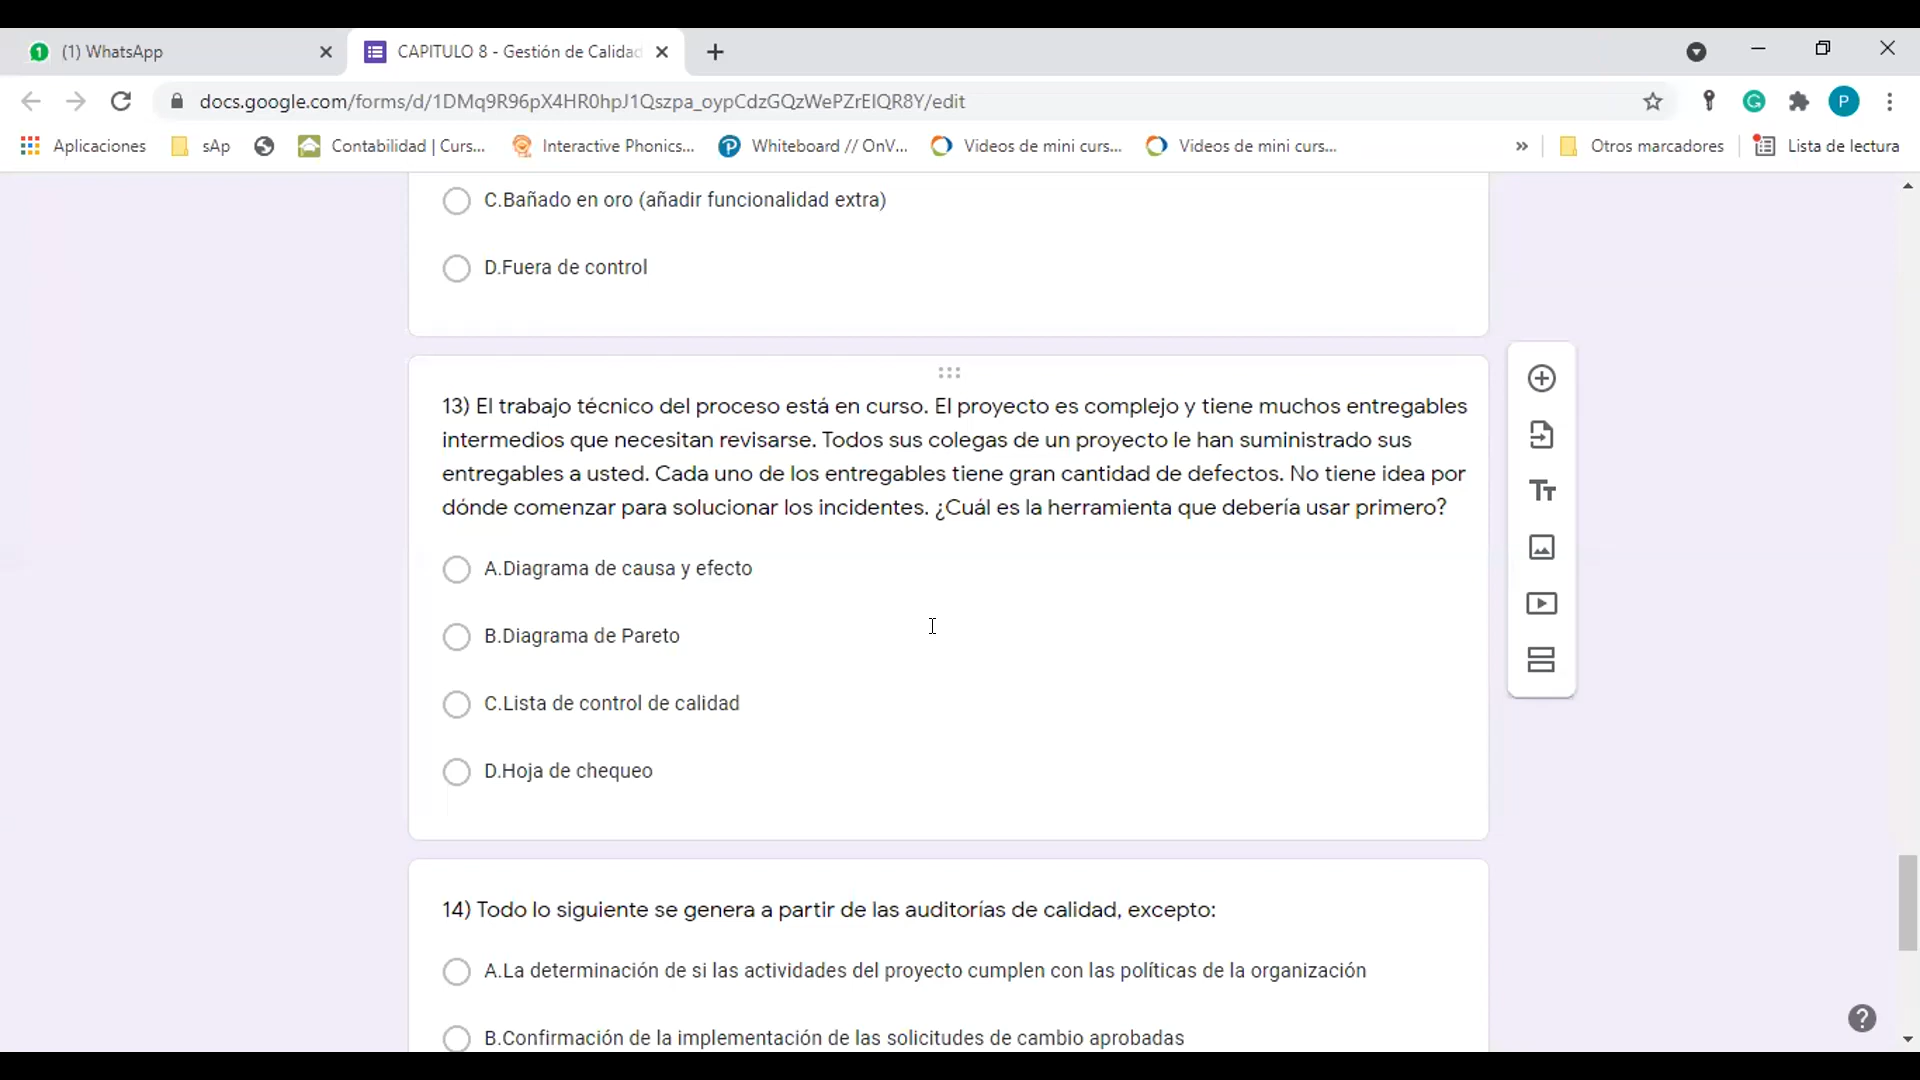 1 (1) WhatsApp
CAPITULO 8 - Gestión de Calidad
docs.google.com/forms/d/1DMq9R96pX4HR0hpJ1Qszpa_oypCdzGQzWePZrEIQR8Y/edit
P
Aplicaciones sAp Contabilidad | Curs... Interactive Phonics... Whiteboard // OnV... Videos de mini curs... Videos de mini curs... » Otros marcadores Lista de lectura
C.Bañado en oro (añadir funcionalidad extra)
D.Fuera de control
13) El trabajo técnico del proceso está en curso. El proyecto es complejo y tiene muchos entregables
intermedios que necesitan revisarse. Todos sus colegas de un proyecto le han suministrado sus
entregables a usted. Cada uno de los entregables tiene gran cantidad de defectos. No tiene idea por
dónde comenzar para solucionar los incidentes. ¿Cuál es la herramienta que debería usar primero?
A.Diagrama de causa y efecto
B.Diagrama de Pareto
C.Lista de control de calidad
D.Hoja de chequeo
14) Todo lo siguiente se genera a partir de las auditorías de calidad, excepto:
A.La determinación de si las actividades del proyecto cumplen con las políticas de la organización
B.Confirmación de la implementación de las solicitudes de cambio aprobadas